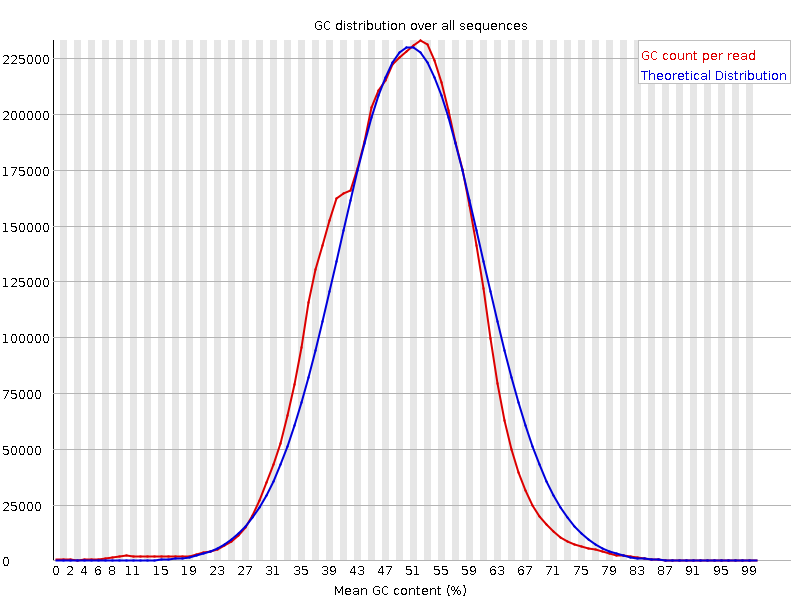 GC distribution over all sequences
GC count per read
Theoretical Distribution
225000
200000
175000
150000
125000
100000
75000
50000
25000
0
0 2 4 6 8 11 15 19 23 27 31 35 39 43 47 51 55 59 63 67 71 75 79 83 87 91 95 99
Mean GC content (%)